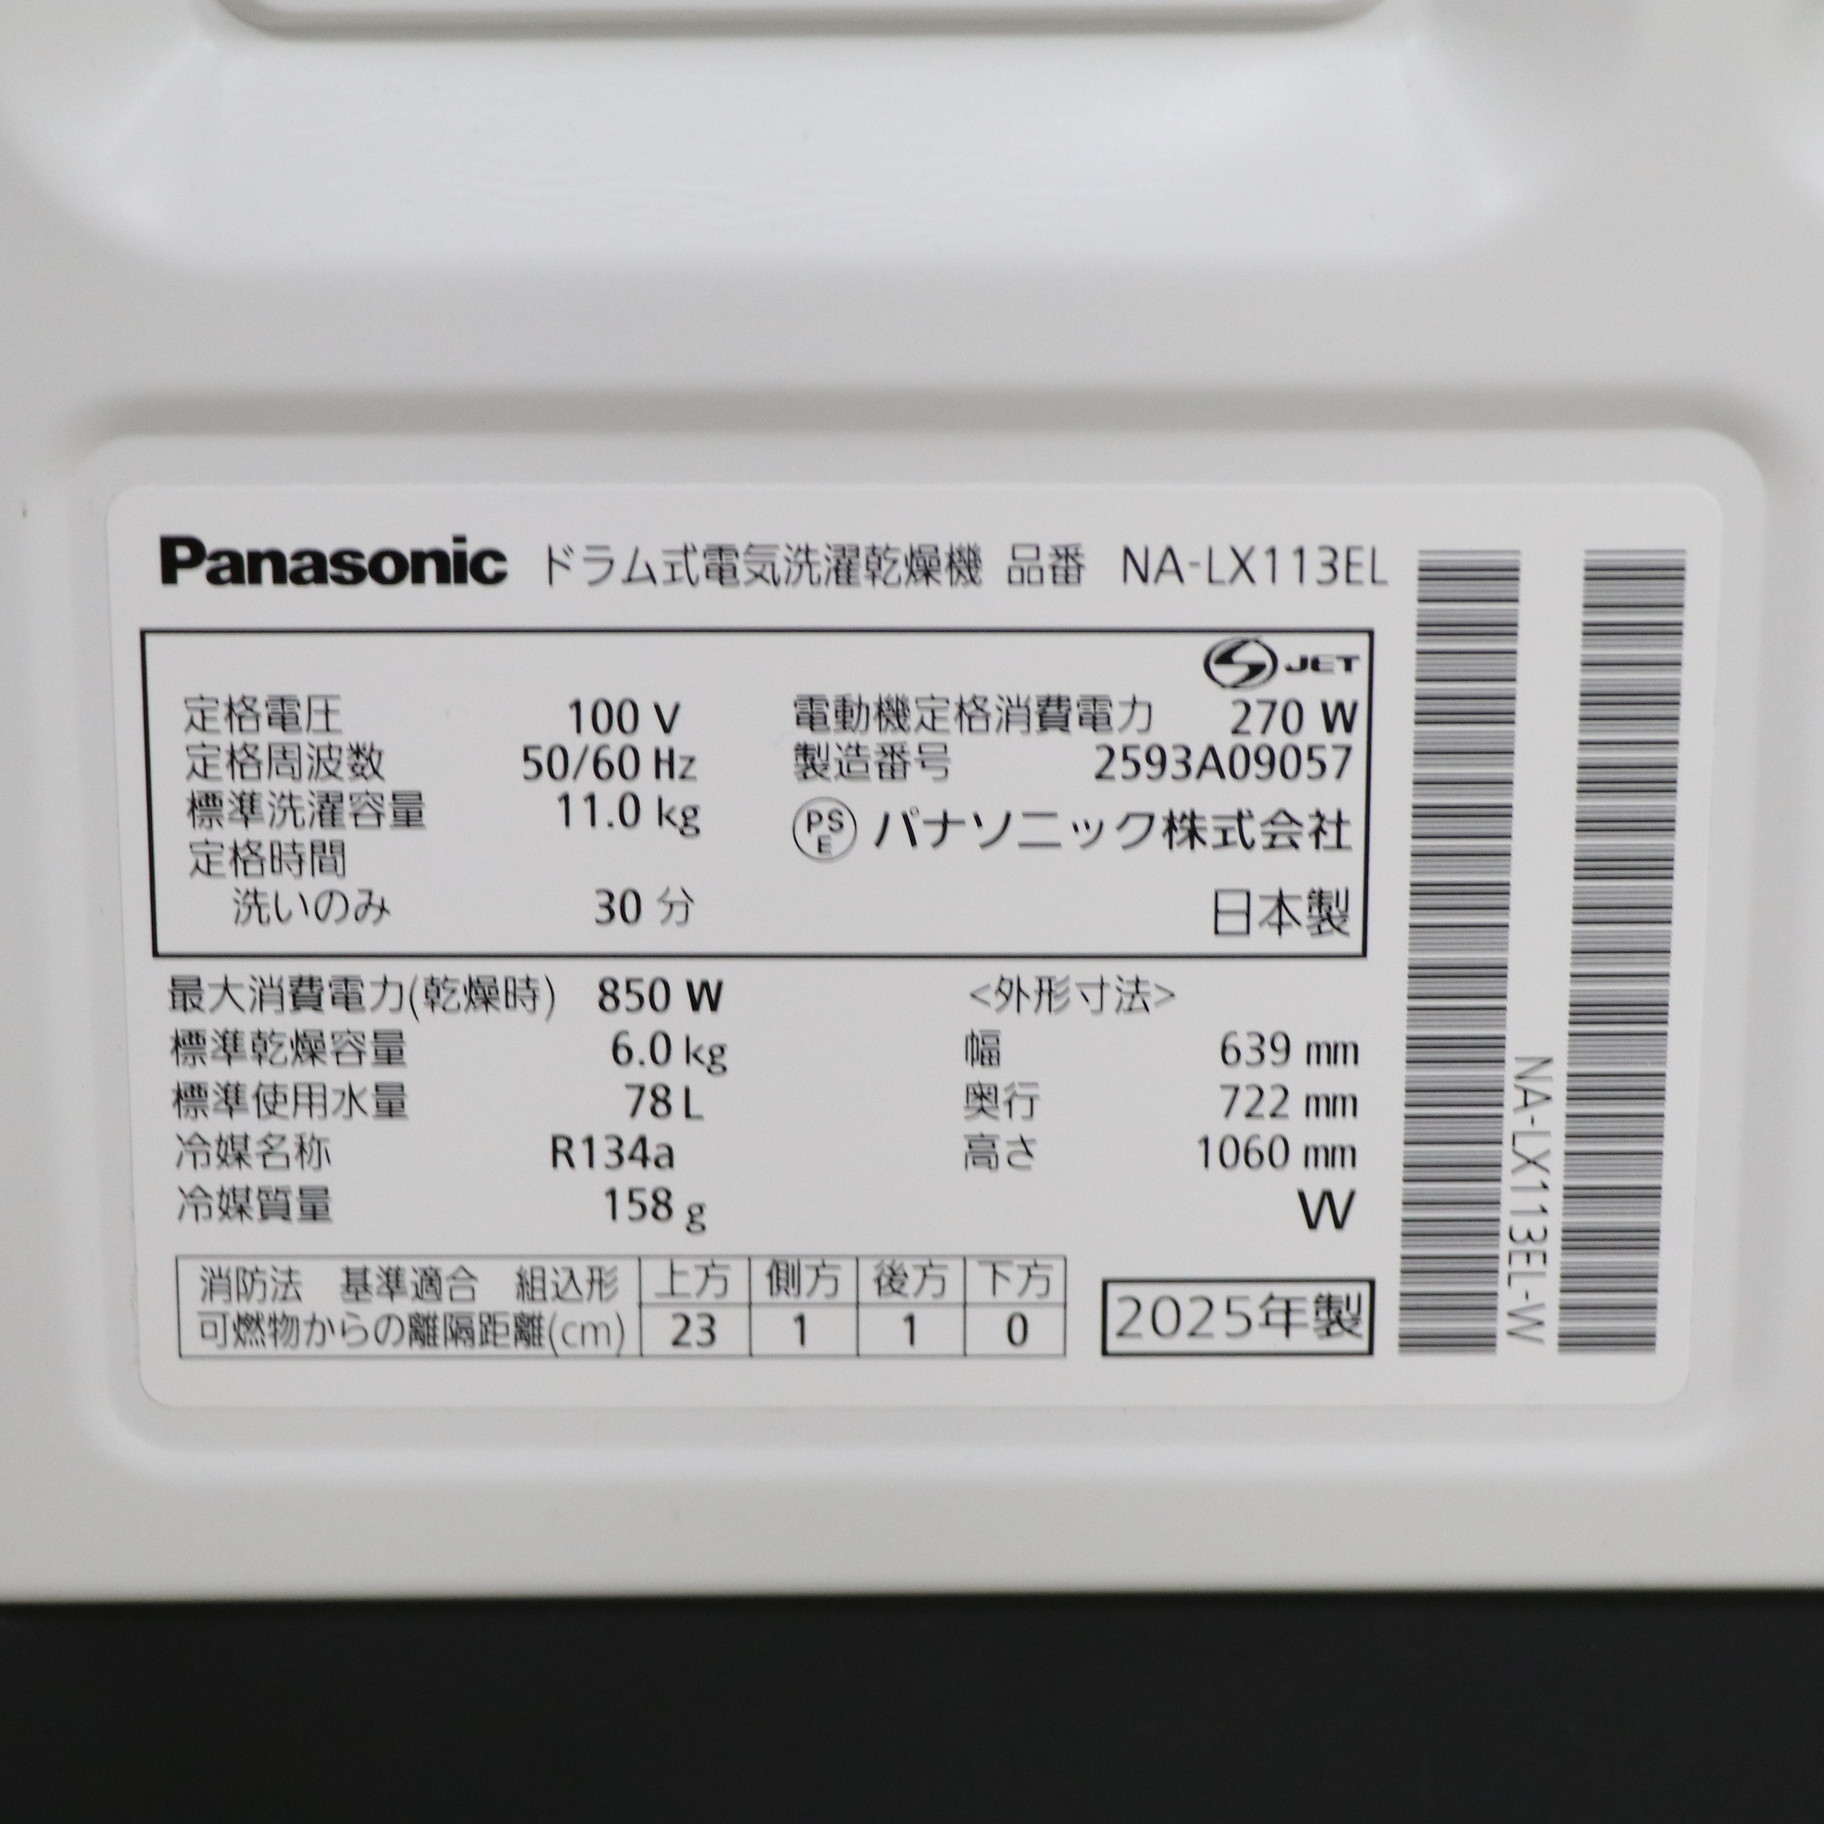 Panasonic ドラム式電気洗濯乾燥機 品番 NA-LX113EL
JET
定格電圧 100 V
定格周波数 50/60 Hz
標準洗濯容量 11.0 kg
定格時間
洗いのみ 30 分
電動機定格消費電力 270 W
製造番号 2593A09057
PSE パナソニック株式会社
日本製
最大消費電力(乾燥時) 850 W
標準乾燥容量 6.0 kg
標準使用水量 78 L
冷媒名称 R134a
冷媒質量 158 g
<外形寸法>
幅 639 mm
奥行 722 mm
高さ 1060 mm
W
消防法 基準適合 組込形 上方 側方 後方 下方
可燃物からの離隔距離(cm) 23 1 1 0
2025年製
NA-LX113EL-W